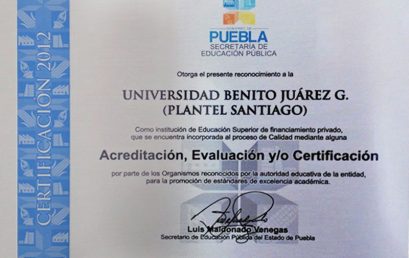 PUEBLA
SECRETARÍA DE
EDUCACIÓN PÚBLICA
Otorga el presente reconocimiento a la
UNIVERSIDAD BENITO JUÁREZ G.
(PLANTEL SANTIAGO)
Como institución de Educación Superior de financiamiento privado,
que se encuentra incorporada al proceso de Calidad mediante alguna
Acreditación, Evaluación y/o Certificación
por parte de los Organismos reconocidos por la autoridad educativa de la entidad,
para la promoción de estándares de excelencia académica.
Luis Maldonado Venegas
Secretario de Educación Pública del Estado de Puebla
CERTIFICACIÓN 2012